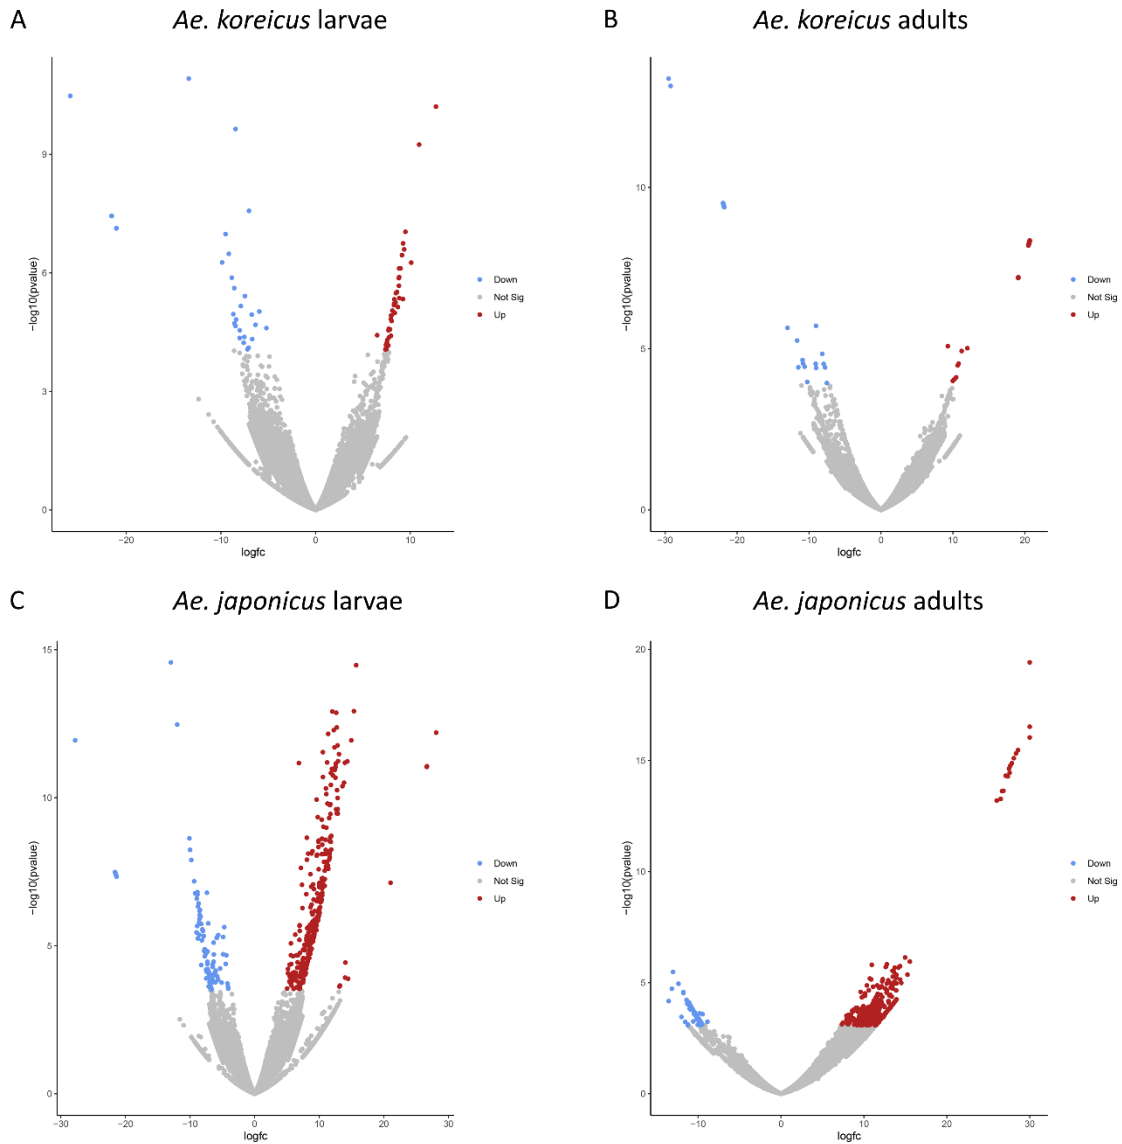 A
Ae. koreicus larvae
9
6
3
0
−20
−10
0
10
−log10(pvalue)
logfc
Down
Not Sig
Up
B
Ae. koreicus adults
10
5
0
−30
−20
−10
0
10
20
−log10(pvalue)
logfc
Down
Not Sig
Up
C
Ae. japonicus larvae
15
10
5
0
−30
−20
−10
0
10
20
30
−log10(pvalue)
logfc
Down
Not Sig
Up
D
Ae. japonicus adults
20
15
10
5
0
−10
0
10
20
30
−log10(pvalue)
logfc
Down
Not Sig
Up